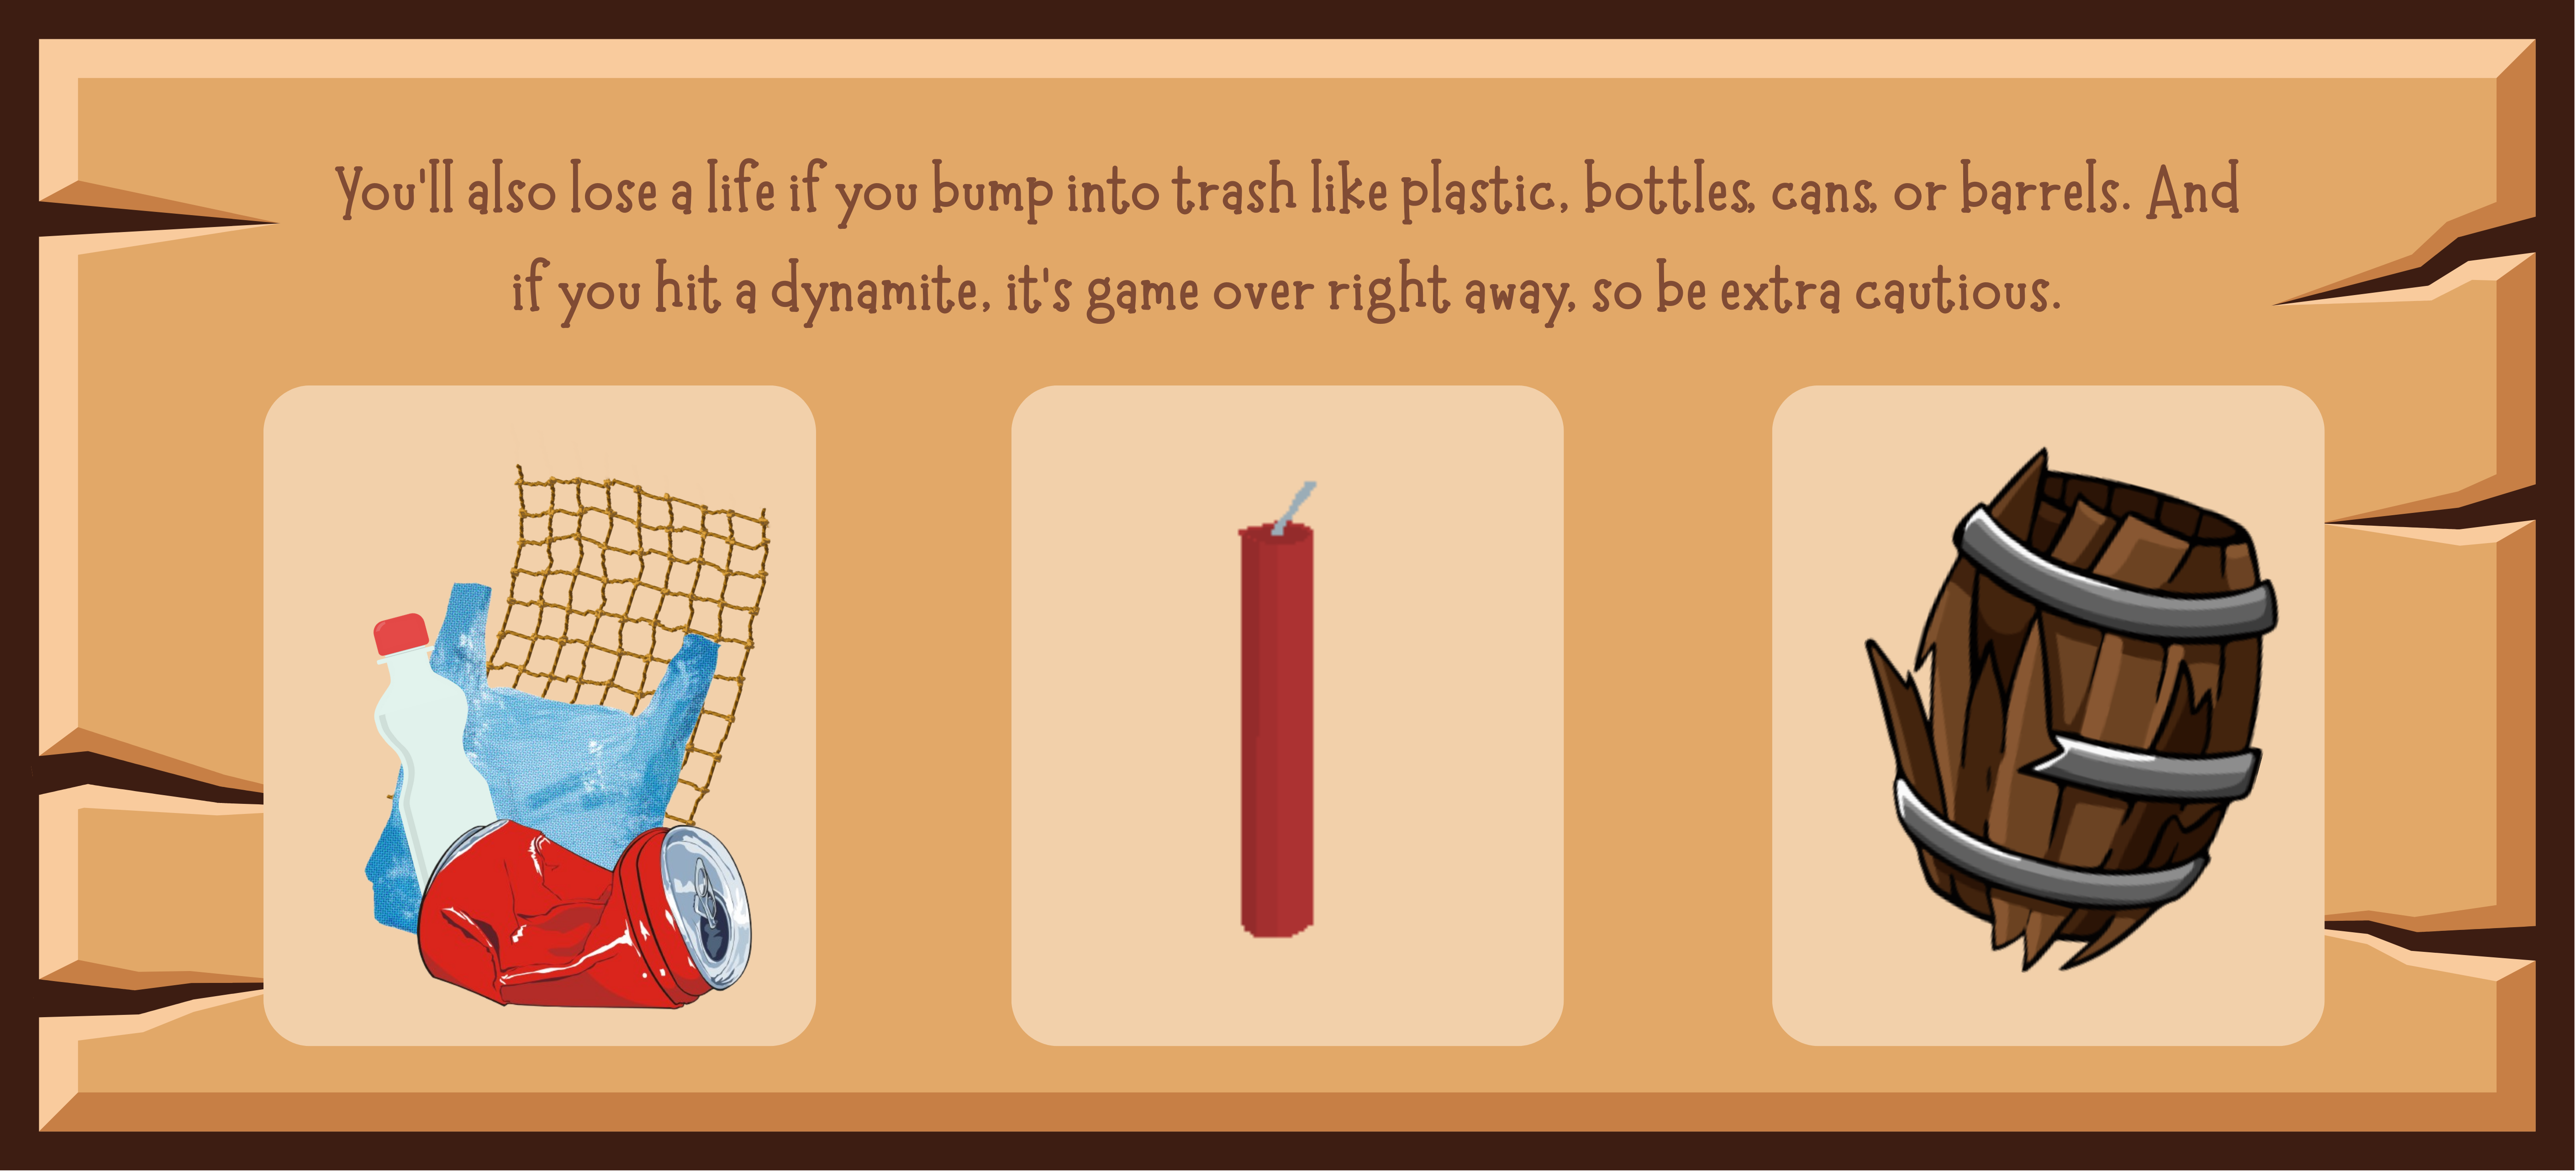 You'll also lose a life if you bump into trash like plastic, bottles, cans, or barrels. And
if you hit a dynamite, it's game over right away, so be extra cautious.